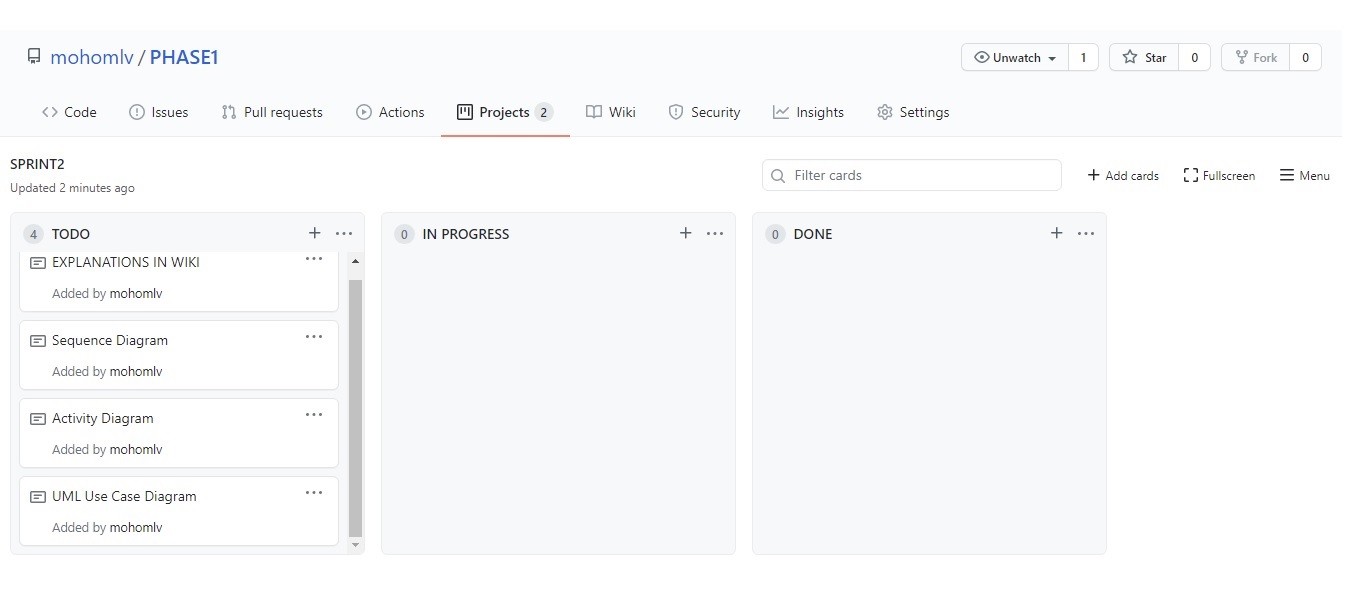 mohomlv / PHASE1
Unwatch 1 Star 0 Fork 0
Code Issues Pull requests Actions Projects 2 Wiki Security Insights Settings
SPRINT2
Updated 2 minutes ago
Filter cards
Add cards Fullscreen Menu
4 TODO
EXPLANATIONS IN WIKI
Added by mohomlv
Sequence Diagram
Added by mohomlv
Activity Diagram
Added by mohomlv
UML Use Case Diagram
Added by mohomlv
0 IN PROGRESS
0 DONE